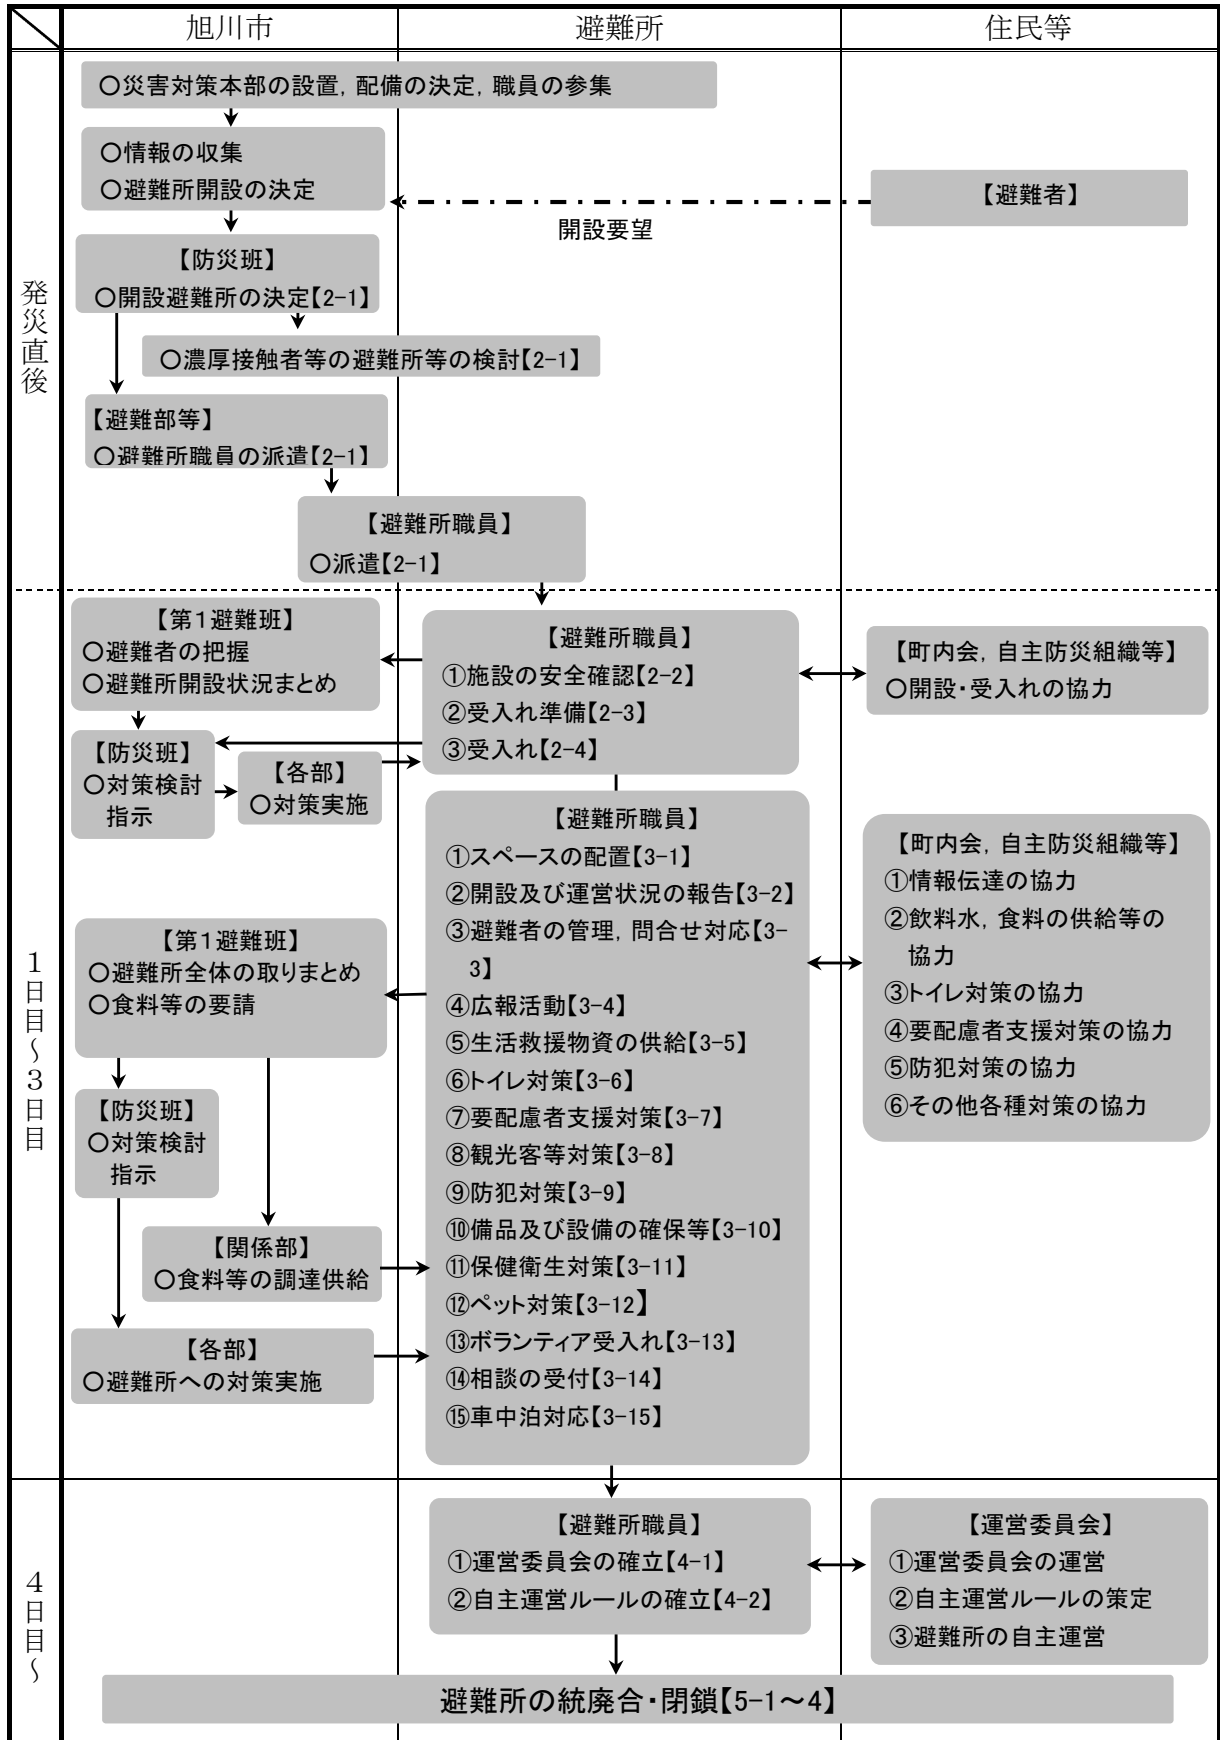 旭川市
避難所
住民等
発災直後
〇災害対策本部の設置，配備の決定，職員の参集
〇情報の収集
〇避難所開設の決定
【避難者】
開設要望
【防災班】
〇開設避難所の決定【2-1】
〇濃厚接触者等の避難所等の検討【2-1】
【避難部等】
〇避難所職員の派遣【2-1】
【避難所職員】
〇派遣【2-1】
1日目～3日目
【第１避難班】
〇避難者の把握
〇避難所開設状況まとめ
【避難所職員】
①施設の安全確認【2-2】
②受入れ準備【2-3】
③受入れ【2-4】
【町内会，自主防災組織等】
〇開設・受入れの協力
【防災班】
〇対策検討
指示
【各部】
〇対策実施
【避難所職員】
①スペースの配置【3-1】
②開設及び運営状況の報告【3-2】
③避難者の管理，問合せ対応【3-
3】
④広報活動【3-4】
⑤生活救援物資の供給【3-5】
⑥トイレ対策【3-6】
⑦要配慮者支援対策【3-7】
⑧観光客等対策【3-8】
⑨防犯対策【3-9】
⑩備品及び設備の確保等【3-10】
⑪保健衛生対策【3-11】
⑫ペット対策【3-12】
⑬ボランティア受入れ【3-13】
⑭相談の受付【3-14】
⑮車中泊対応【3-15】
【町内会，自主防災組織等】
①情報伝達の協力
②飲料水，食料の供給等の
協力
③トイレ対策の協力
④要配慮者支援対策の協力
⑤防犯対策の協力
⑥その他各種対策の協力
【第１避難班】
〇避難所全体の取りまとめ
〇食料等の要請
【防災班】
〇対策検討
指示
【関係部】
〇食料等の調達供給
【各部】
〇避難所への対策実施
4日目～
【避難所職員】
①運営委員会の確立【4-1】
②自主運営ルールの確立【4-2】
【運営委員会】
①運営委員会の運営
②自主運営ルールの策定
③避難所の自主運営
避難所の統廃合・閉鎖【5-1～4】